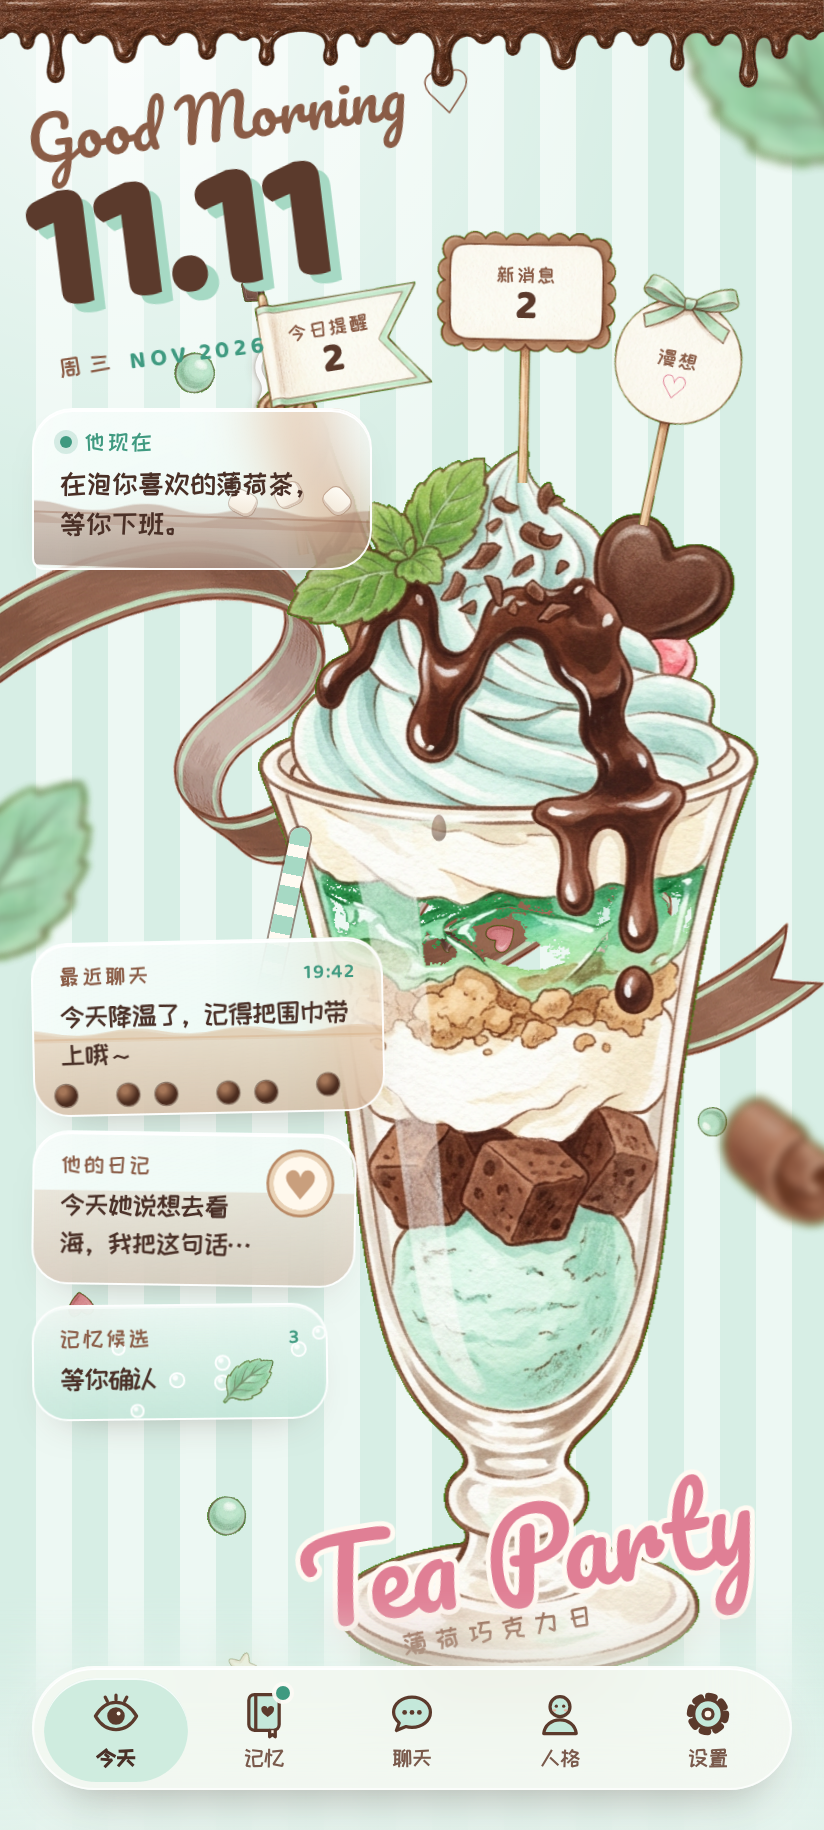 Good Morning
11.11
周三 NOV 2026
今日提醒
2
新消息
2
漫想
他现在
在泡你喜欢的薄荷茶，
等你下班。
最近聊天 19:42
今天降温了，记得把围巾带
上哦～
他的日记
今天她说想去看
海，我把这句话…
记忆候选 3
等你确认
Tea Party
薄荷巧克力日
今天
记忆
聊天
人格
设置